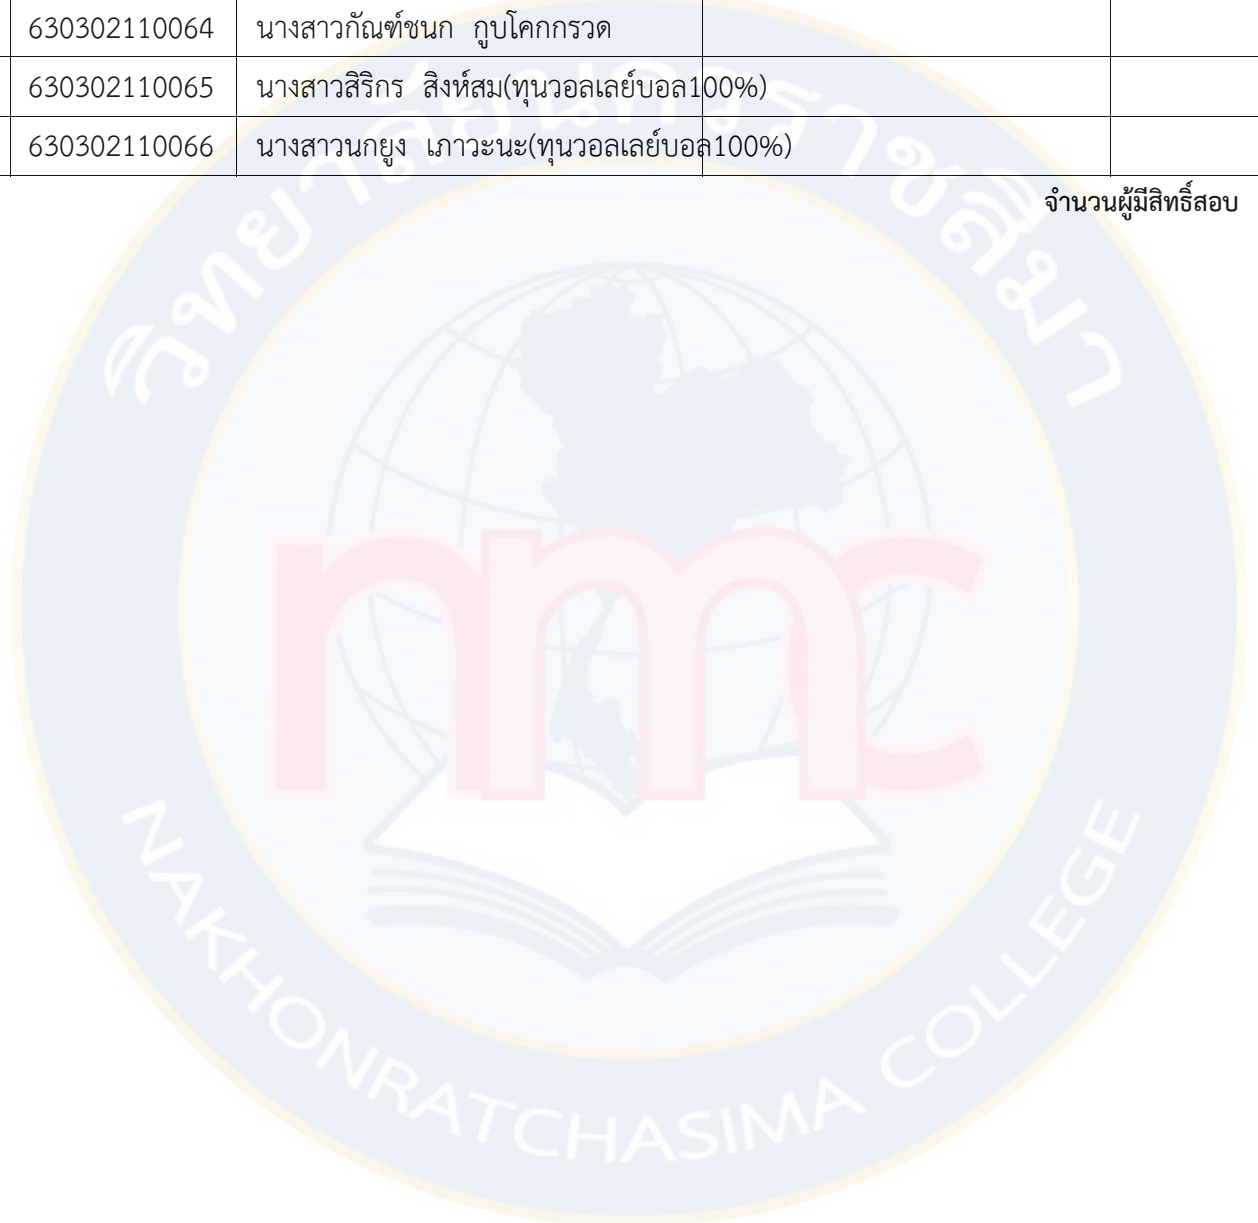 630302110064 นางสาวกัณฑ์ชนก กูบโคกกรวด
630302110065 นางสาวสิริกร สิงห์สม(ทุนวอลเลย์บอล100%)
630302110066 นางสาวนกยูง เภาวะนะ(ทุนวอลเลย์บอล100%)
จำนวนผู้มีสิทธิ์สอบ
วิทยาลัยนครราชสีมา
nmc
NAKHONRATCHASIMA COLLEGE